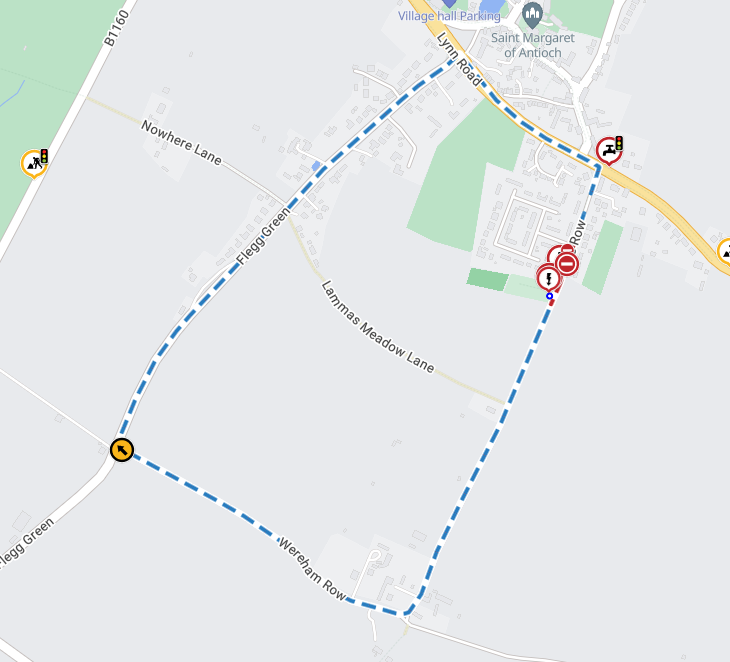 B1160
Village hall Parking
Saint Margaret
of Antioch
Lynn Road
Nowhere Lane
Flegg Green
Row
Lammas Meadow Lane
Flegg Green
Wereham Row